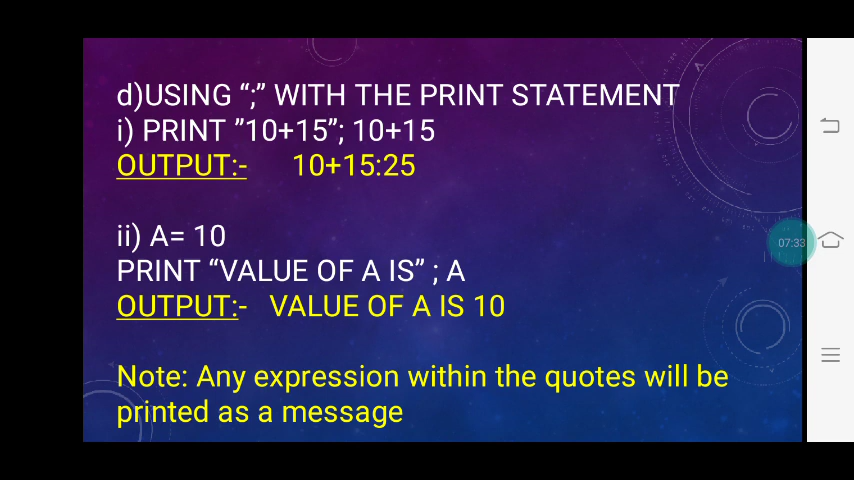 d)USING “;” WITH THE PRINT STATEMENT
i) PRINT ”10+15”; 10+15
OUTPUT:- 10+15:25
ii) A= 10
PRINT “VALUE OF A IS” ; A
OUTPUT:- VALUE OF A IS 10
Note: Any expression within the quotes will be
printed as a message
07:33